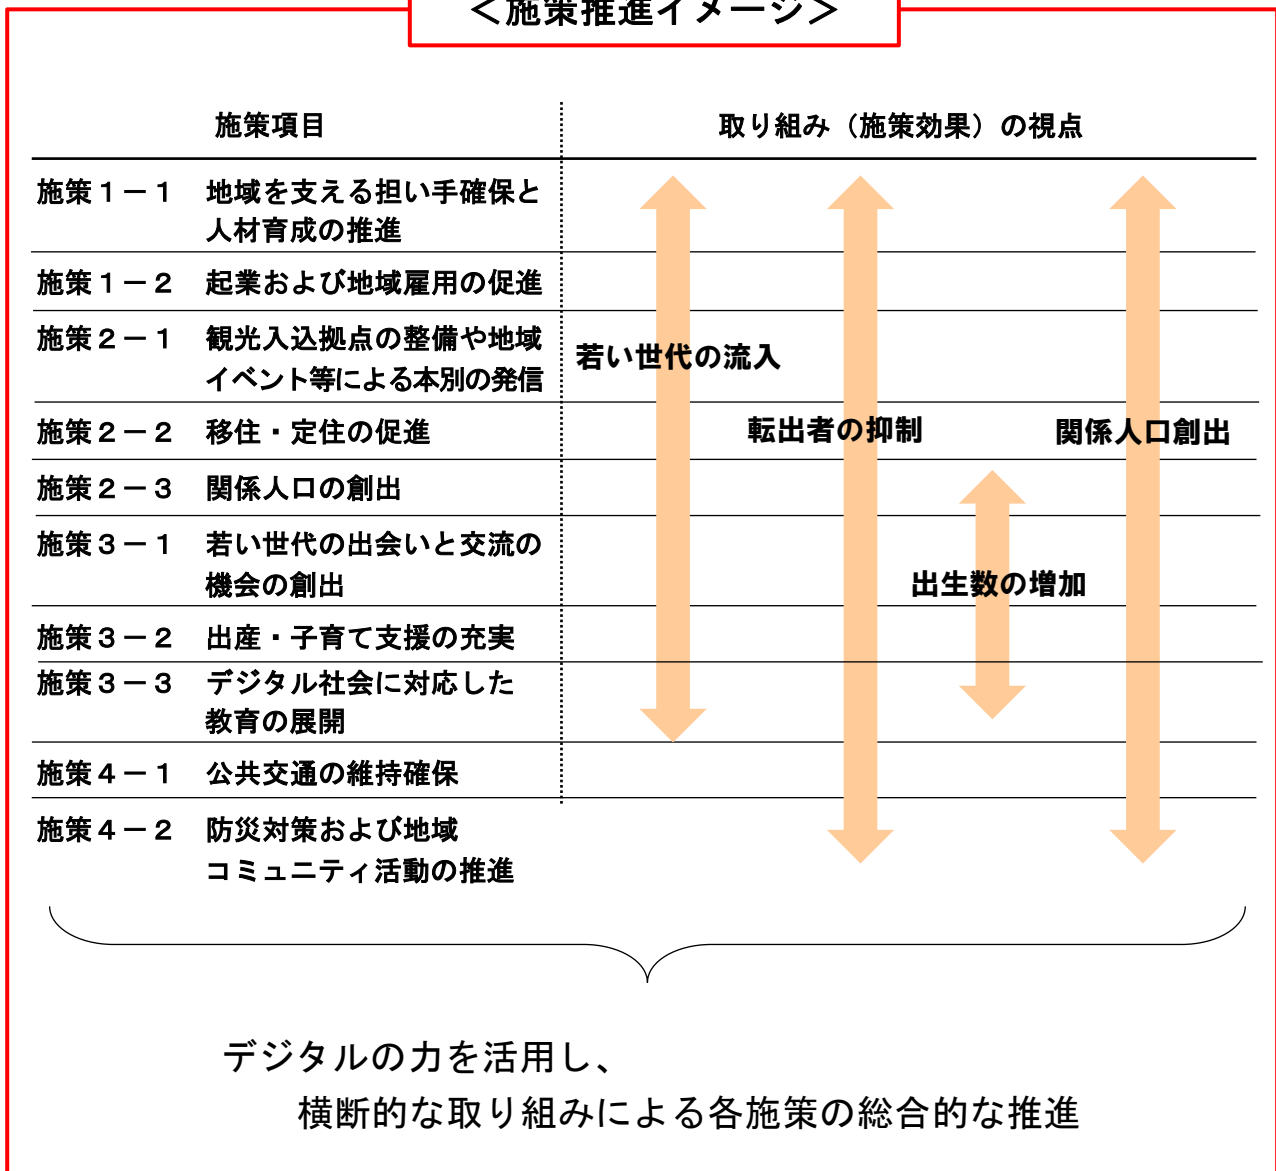 ＜施策推進イメージ＞
施策項目
取り組み（施策効果）の視点
施策１－１　地域を支える担い手確保と
人材育成の推進
施策１－２　起業および地域雇用の促進
施策２－１　観光入込拠点の整備や地域
イベント等による本別の発信
施策２－２　移住・定住の促進
施策２－３　関係人口の創出
施策３－１　若い世代の出会いと交流の
機会の創出
施策３－２　出産・子育て支援の充実
施策３－３　デジタル社会に対応した
教育の展開
施策４－１　公共交通の維持確保
施策４－２　防災対策および地域
コミュニティ活動の推進
若い世代の流入
転出者の抑制
関係人口創出
出生数の増加
デジタルの力を活用し、
横断的な取り組みによる各施策の総合的な推進